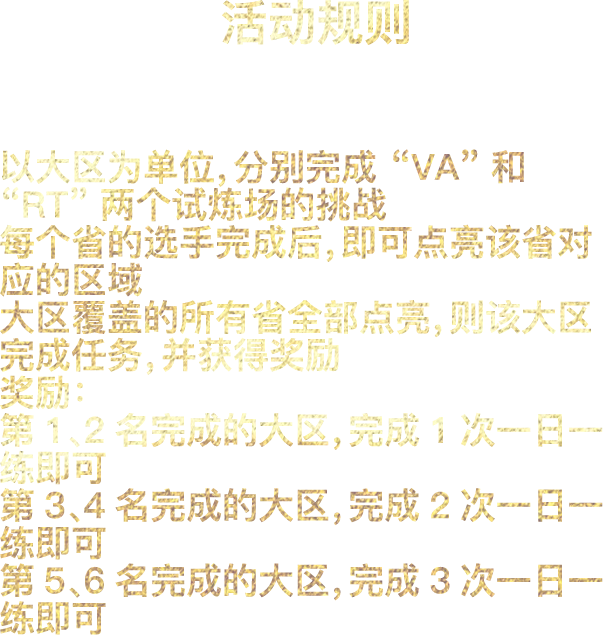 活动规则
以大区为单位，分别完成“VA”和
“RT”两个试炼场的挑战
每个省的选手完成后，即可点亮该省对
应的区域
大区覆盖的所有省全部点亮，则该大区
完成任务，并获得奖励
奖励：
第 1、2 名完成的大区，完成 1 次一日一
练即可
第 3、4 名完成的大区，完成 2 次一日一
练即可
第 5、6 名完成的大区，完成 3 次一日一
练即可